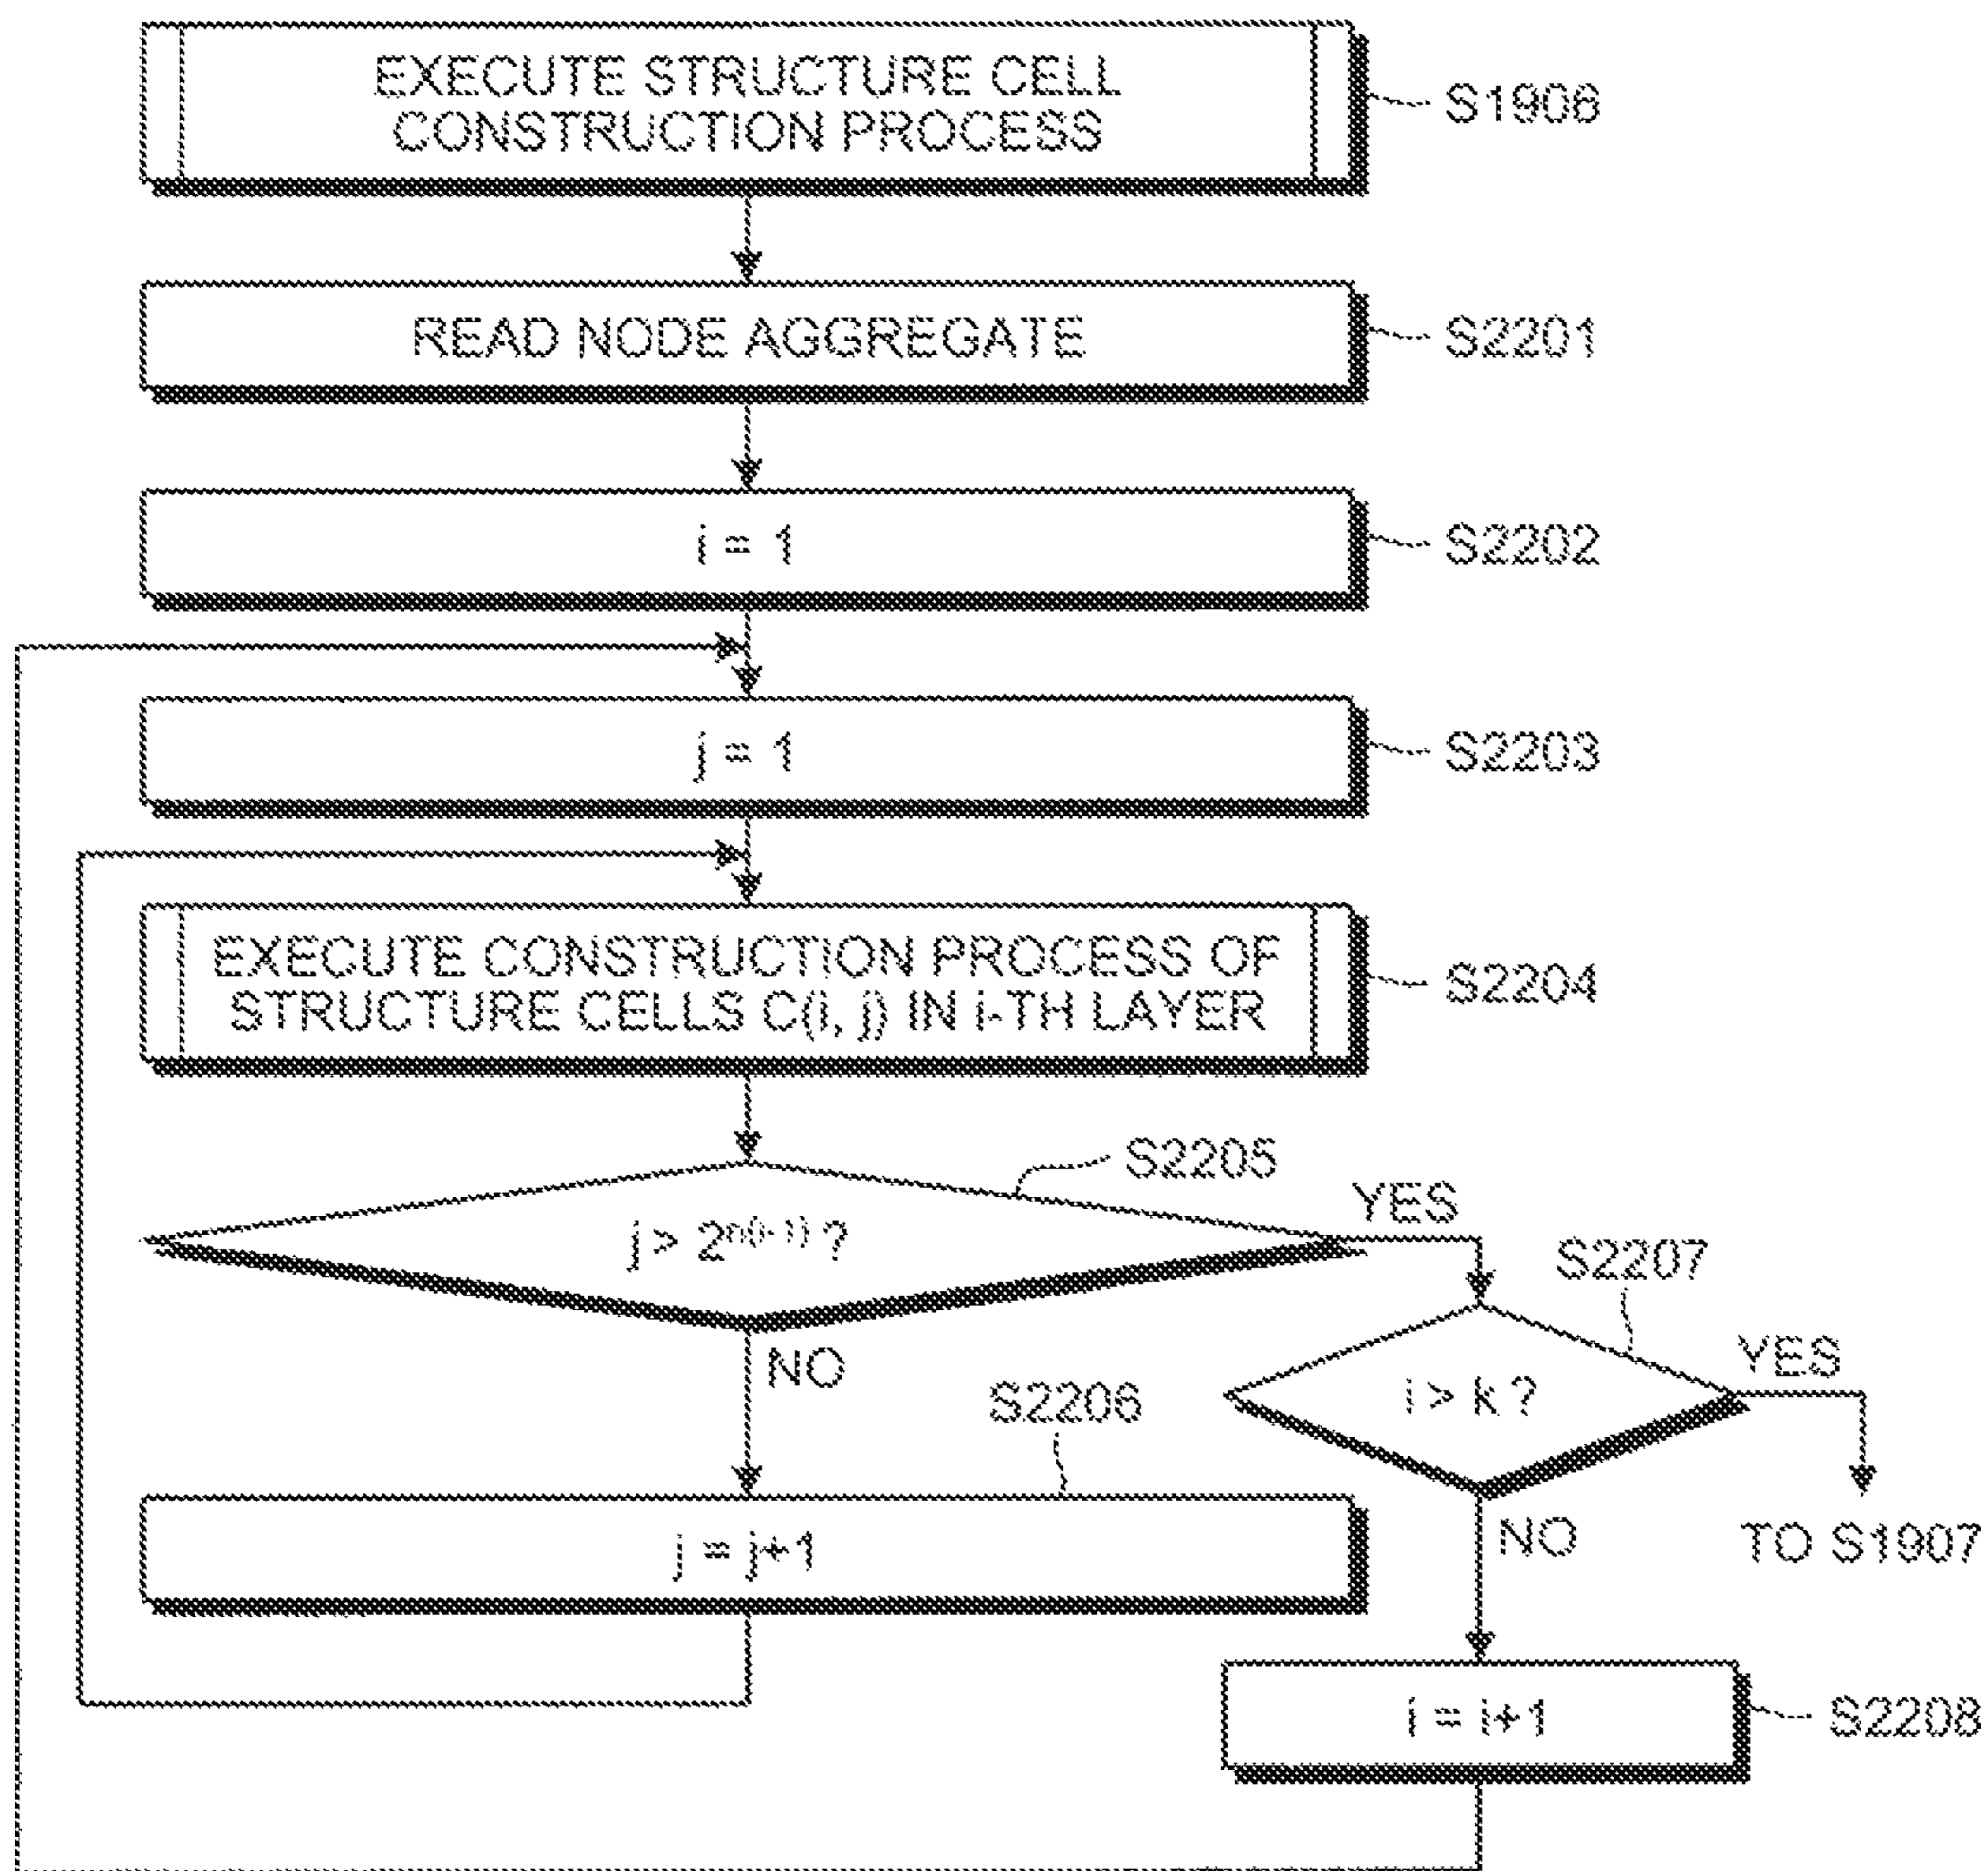 EXECUTE STRUCTURE CELL
CONSTRUCTION PROCESS
S1906
READ NODE AGGREGATE
S2201
i = 1
S2202
j = 1
S2203
EXECUTE CONSTRUCTION PROCESS OF
STRUCTURE CELLS C(i, j) IN i-TH LAYER
S2204
S2205
j > 2^n(i-1) ?
YES
S2207
NO
i > k ?
YES
S2206
j = j+1
NO
TO S1907
i = i+1
S2208